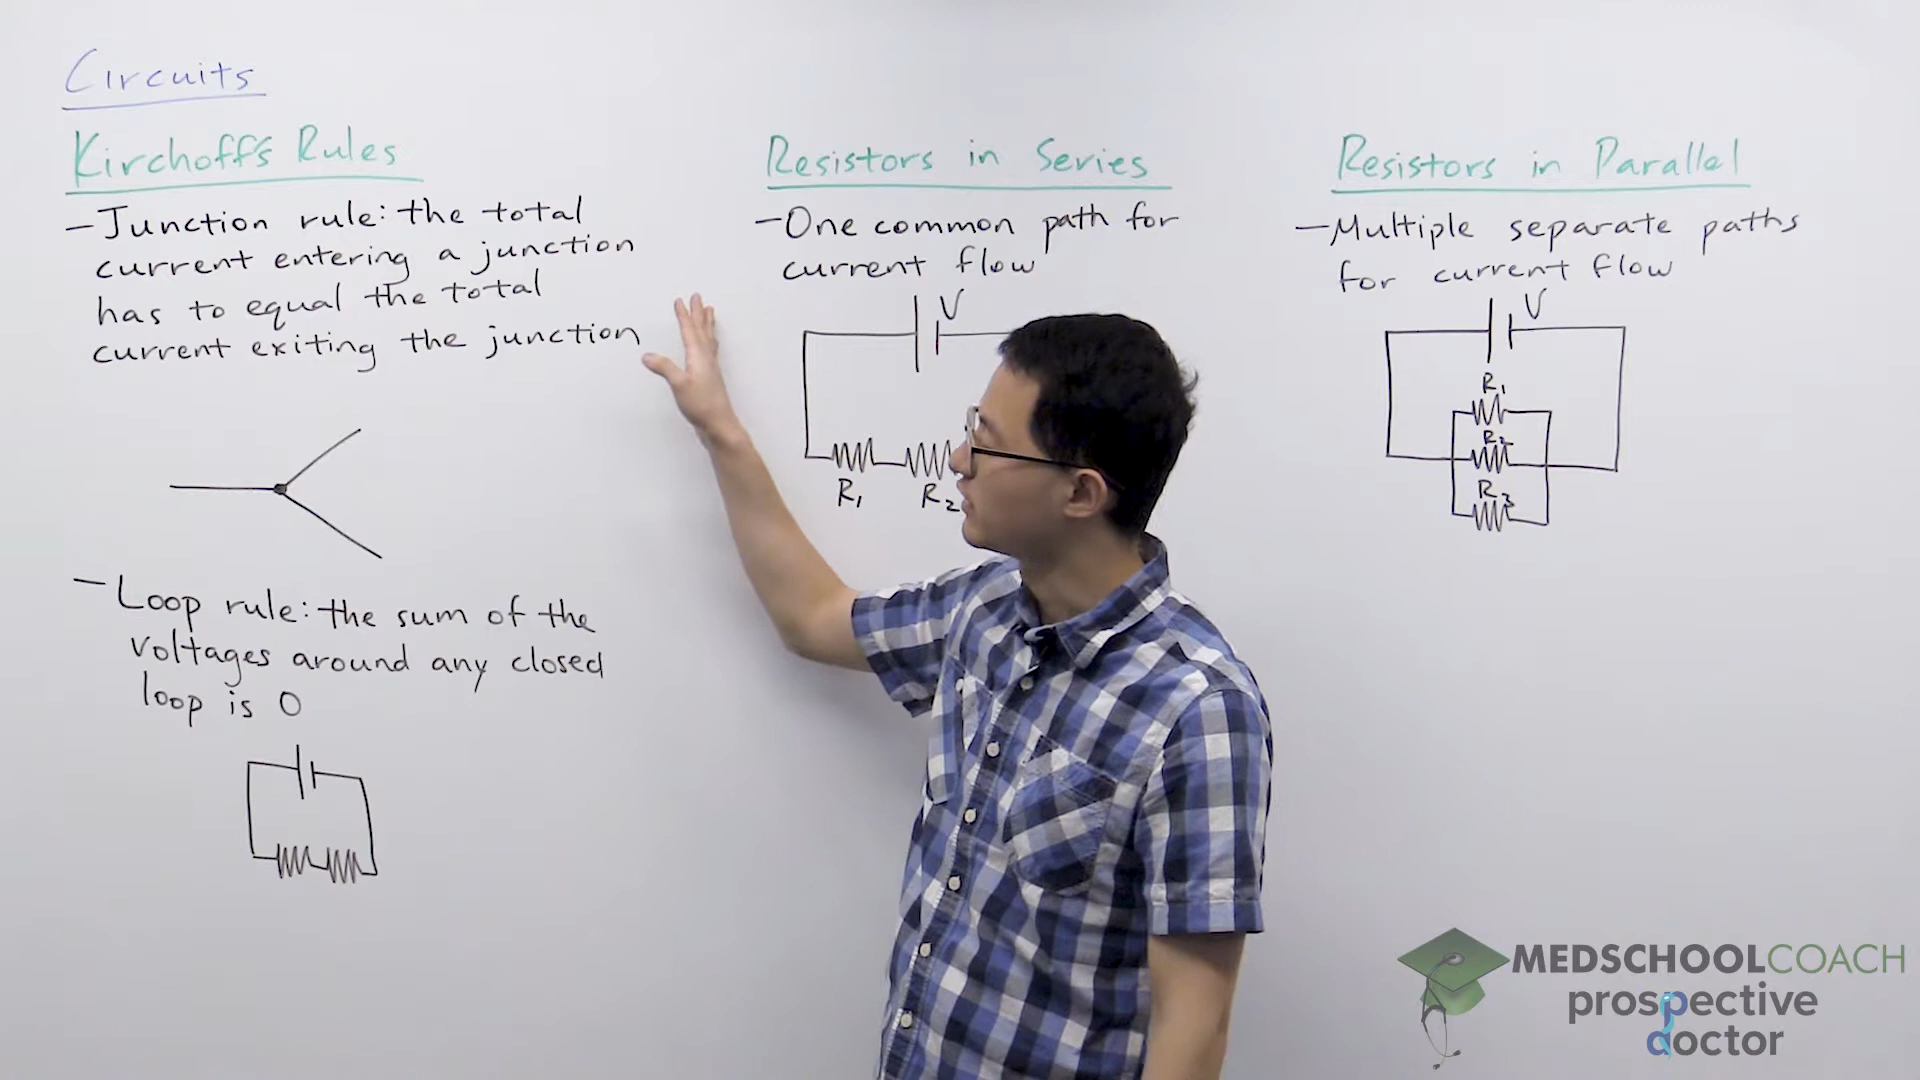 Circuits
Kirchoff's Rules
- Junction rule: the total
current entering a junction
has to equal the total
current exiting the junction
- Loop rule: the sum of the
voltages around any closed
loop is 0
Resistors in Series
- One common path for
current flow
V
R1 R2
Resistors in Parallel
- Multiple separate paths
for current flow
V
R1
R2
R3
MEDSCHOOLCOACH
prospective
doctor